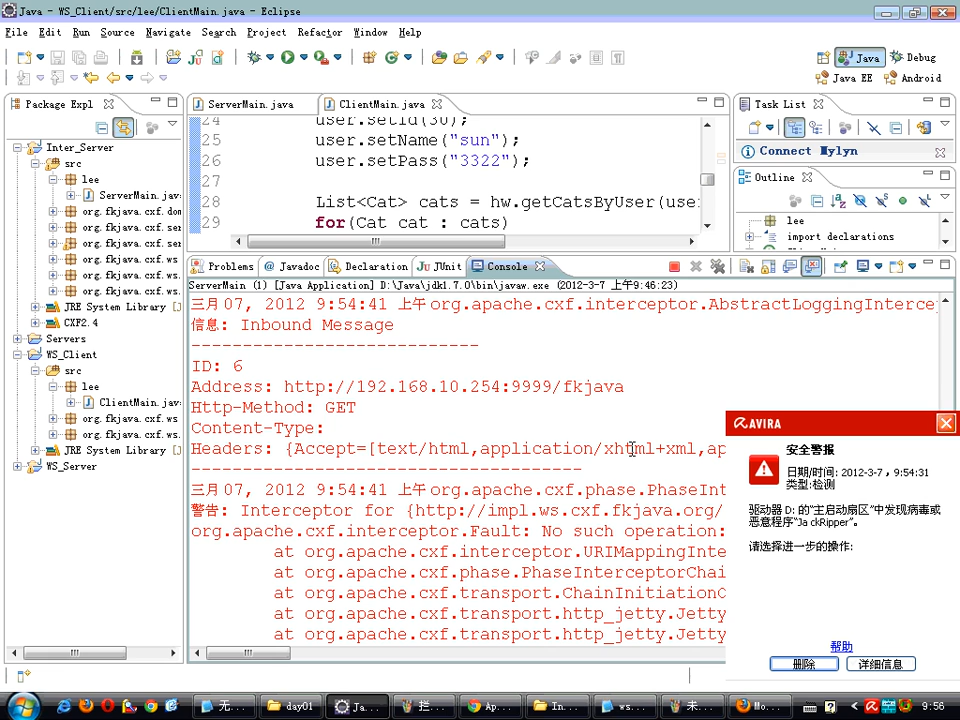 Java - WS_Client/src/lee/ClientMain.java - Eclipse
File Edit Run Source Navigate Search Project Refactor Window Help
Java
Debug
Java EE
Android
Package Expl
ServerMain.java
ClientMain.java
Task List
Inter_Server
src
lee
ServerMain.jav
org.fkjava.cxf.dom
org.fkjava.cxf.ser
org.fkjava.cxf.ser
org.fkjava.cxf.ws
org.fkjava.cxf.ws
org.fkjava.cxf.ws
JRE System Library [
CXF2.4
Servers
WS_Client
src
lee
ClientMain.jav
org.fkjava.cxf.ws
org.fkjava.cxf.ws
JRE System Library [
WS_Server
24 user.setId(30);
25 user.setName("sun");
26 user.setPass("3322");
27
28 List<Cat> cats = hw.getCatsByUser(use
29 for(Cat cat : cats)
Connect Mylyn
Outline
lee
import declarations
Problems
Javadoc
Declaration
JUnit
Console
ServerMain (1) [Java Application] D:\Java\jdk1.7.0\bin\javaw.exe (2012-3-7 上午9:46:23)
三月 07, 2012 9:54:41 上午 org.apache.cxf.interceptor.AbstractLoggingInterce
信息: Inbound Message
----------------------------
ID: 6
Address: http://192.168.10.254:9999/fkjava
Http-Method: GET
Content-Type:
Headers: {Accept=[text/html,application/xhtml+xml,ap
--------------------------------------
三月 07, 2012 9:54:41 上午 org.apache.cxf.phase.PhaseInt
警告: Interceptor for {http://impl.ws.cxf.fkjava.org/
org.apache.cxf.interceptor.Fault: No such operation:
at org.apache.cxf.interceptor.URIMappingInte
at org.apache.cxf.phase.PhaseInterceptorChai
at org.apache.cxf.transport.ChainInitiationO
at org.apache.cxf.transport.http_jetty.Jetty
at org.apache.cxf.transport.http_jetty.Jetty
AVIRA
安全警报
日期/时间: 2012-3-7，9:54:31
类型:检测
驱动器 D: 的“主启动扇区”中发现病毒或
恶意程序“Ja ckRipper”。
请选择进一步的操作:
帮助
删除
详细信息
无...
day01
Ja...
拦...
Ap...
In...
ws...
未...
Mo...
9:56